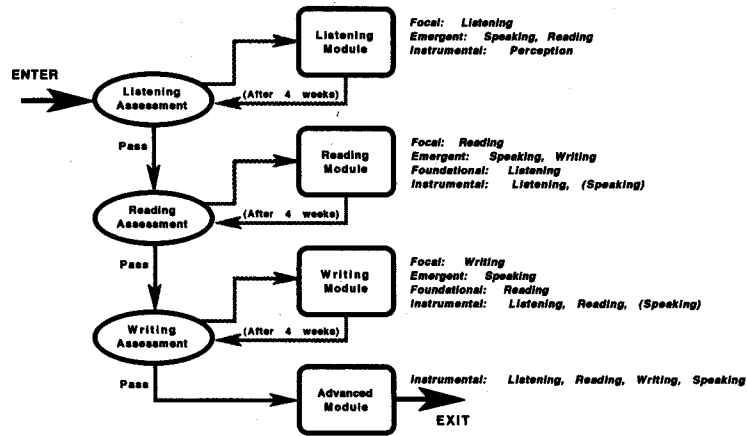 Listening
Module
Focal: Listening
Emergent: Speaking, Reading
Instrumental: Perception
ENTER
Listening
Assessment
(After 4 weeks)
Pass
Reading
Module
Focal: Reading
Emergent: Speaking, Writing
Foundational: Listening
Instrumental: Listening, (Speaking)
Reading
Assessment
(After 4 weeks)
Pass
Writing
Module
Focal: Writing
Emergent: Speaking
Foundational: Reading
Instrumental: Listening, Reading, (Speaking)
Writing
Assessment
(After 4 weeks)
Pass
Advanced
Module
Instrumental: Listening, Reading, Writing, Speaking
EXIT